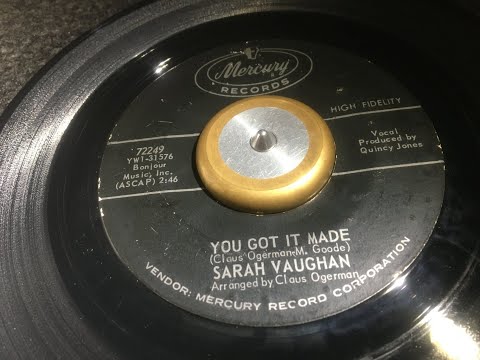 Mercury
RECORDS
HIGH FIDELITY
72249
YW1-31576
Bonjour
Music, Inc.
(ASCAP) 2:46
Vocal
Produced by
Quincy Jones
YOU GOT IT MADE
(Claus Ogerman-M. Goode)
SARAH VAUGHAN
Arranged by Claus Ogerman
VENDOR: MERCURY RECORD CORPORATION